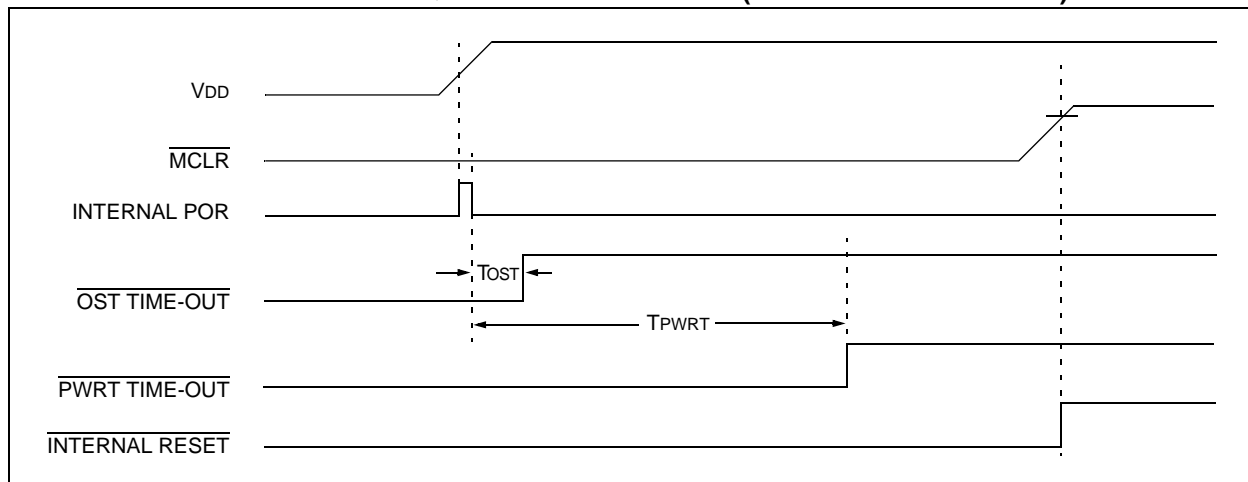 VDD
MCLR
INTERNAL POR
TOST
OST TIME-OUT
TPWRT
PWRT TIME-OUT
INTERNAL RESET